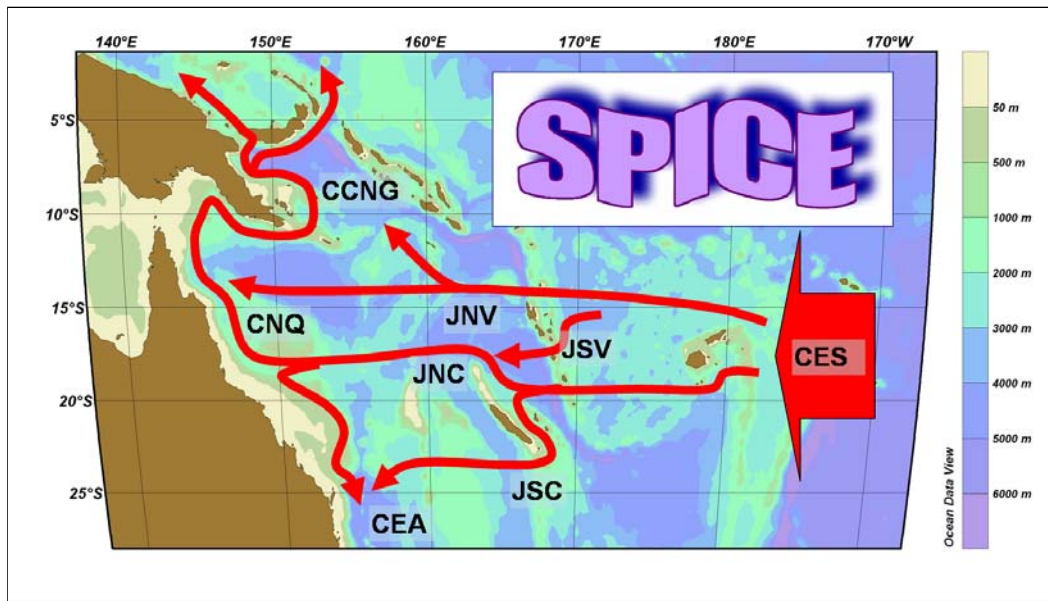 140°E 150°E 160°E 170°E 180°E 170°W
SPICE
5°S
10°S
15°S
20°S
25°S
CCNG
CNQ
JNV
JSV
CES
JNC
JSC
CEA
50 m
500 m
1000 m
2000 m
3000 m
4000 m
5000 m
6000 m
Ocean Data View